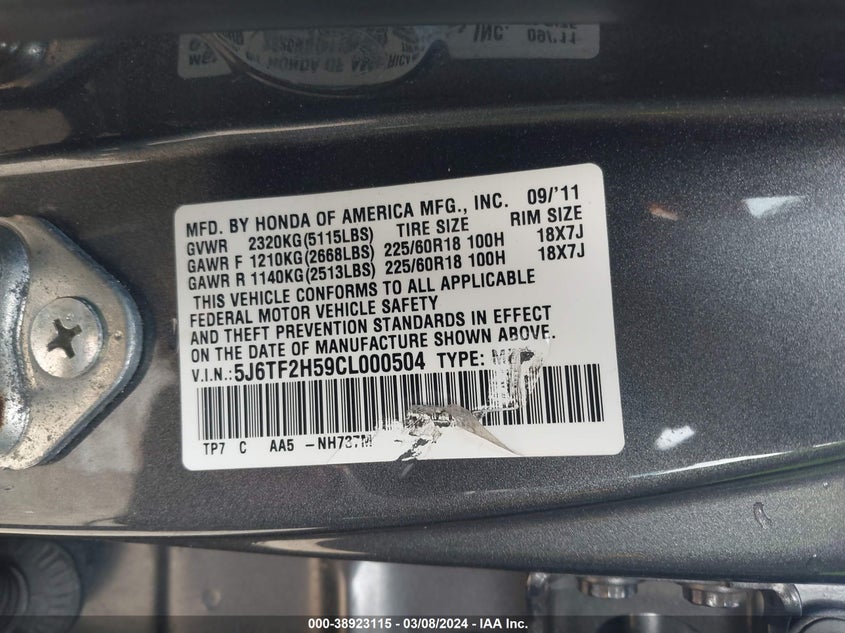 MFD. BY HONDA OF AMERICA MFG., INC. 09/'11
GVWR 2320KG(5115LBS) TIRE SIZE RIM SIZE
GAWR F 1210KG(2668LBS) 225/60R18 100H 18X7J
GAWR R 1140KG(2513LBS) 225/60R18 100H 18X7J
THIS VEHICLE CONFORMS TO ALL APPLICABLE
FEDERAL MOTOR VEHICLE SAFETY
AND THEFT PREVENTION STANDARDS IN EFFECT
ON THE DATE OF MANUFACTURE SHOWN ABOVE.
V.I.N.:5J6TF2H59CL000504 TYPE:
TP7 C AA5 -NH737M
000-38923115 - 03/08/2024 - IAA Inc.